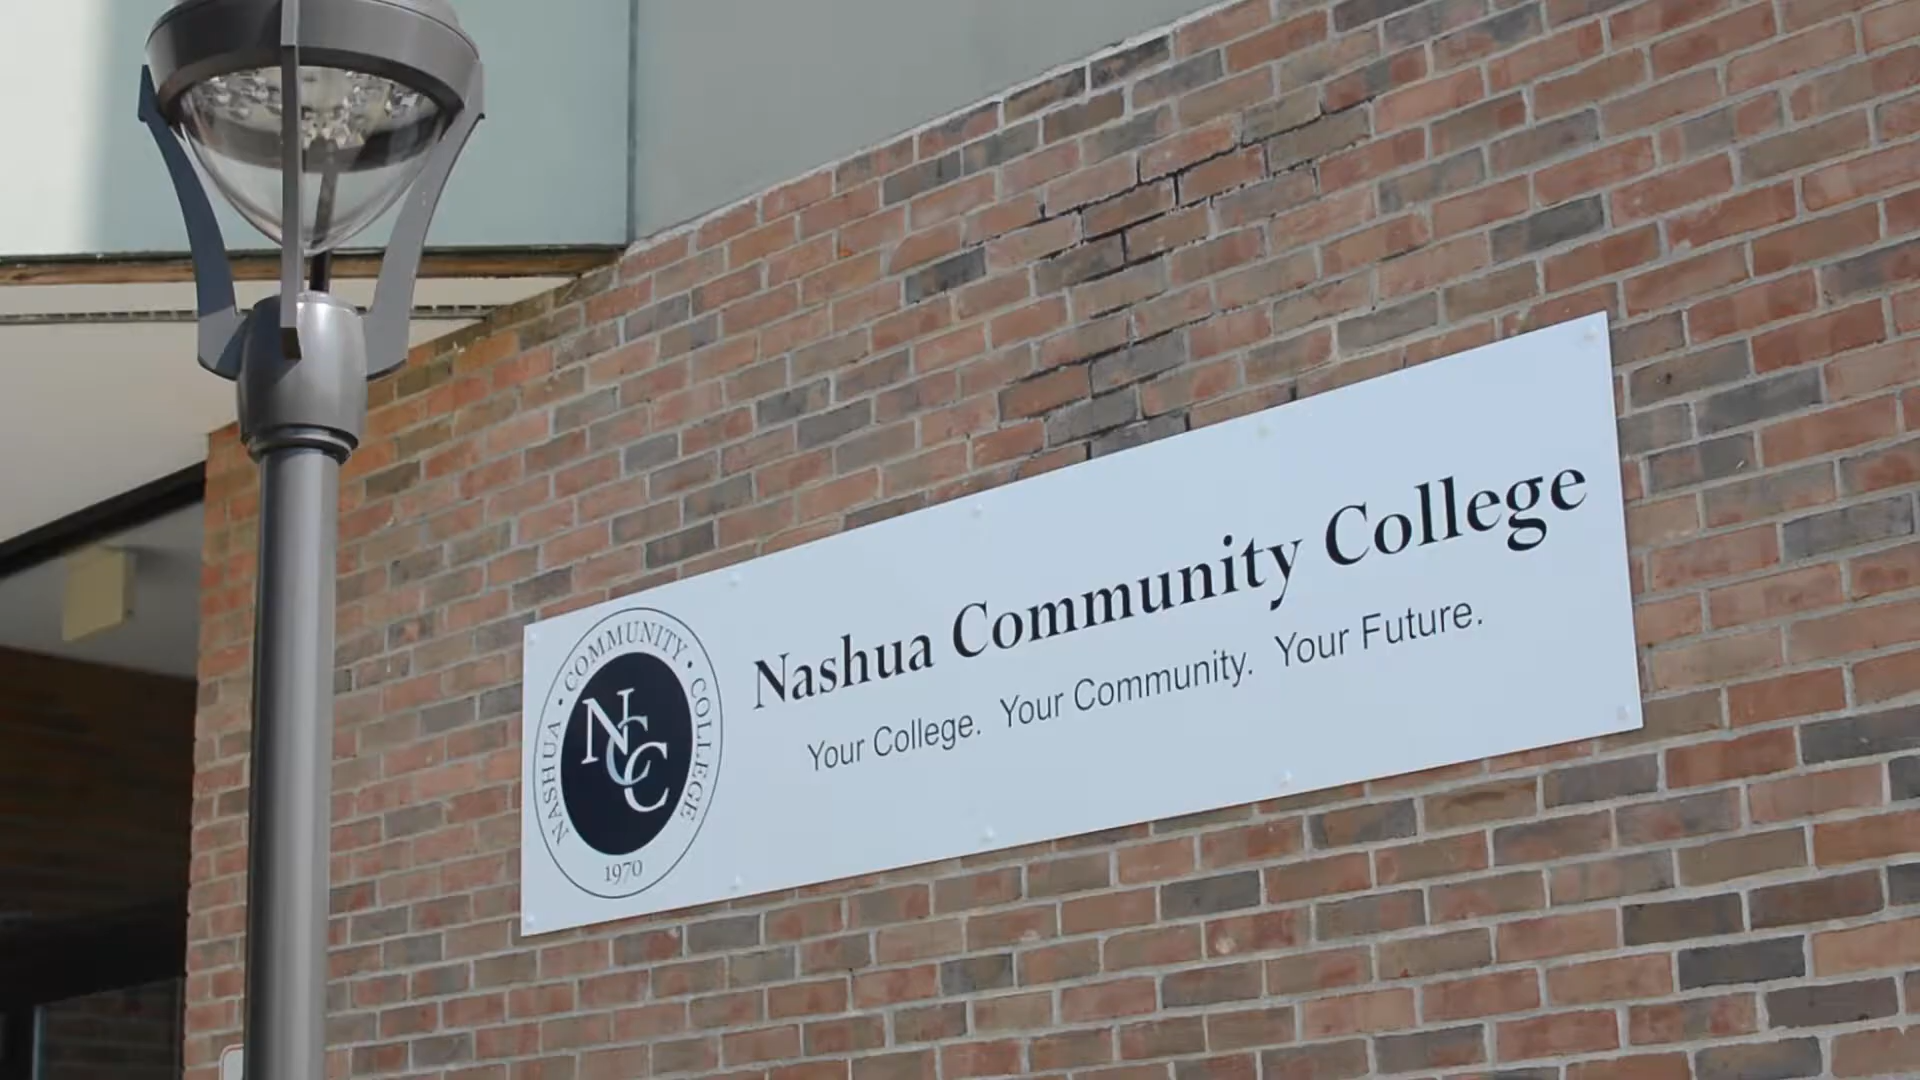 NASHUA • COMMUNITY • COLLEGE
NCC
1970
Nashua Community College
Your College. Your Community. Your Future.